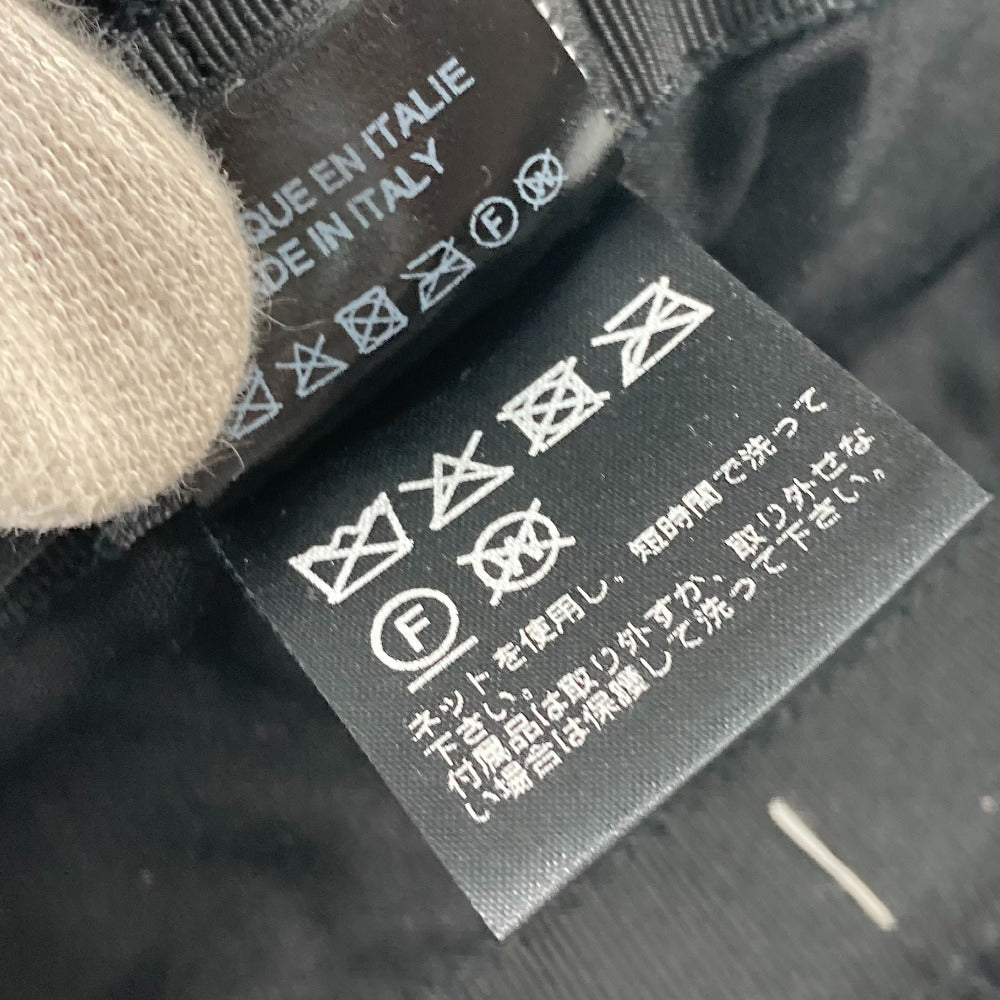 QUE EN ITALIE
DE IN ITALY
F W
F W
ネットを使用し、短時間で洗って
下さい。
付属品は取り外すか、取り外せな
い場合は保護して洗って下さい。